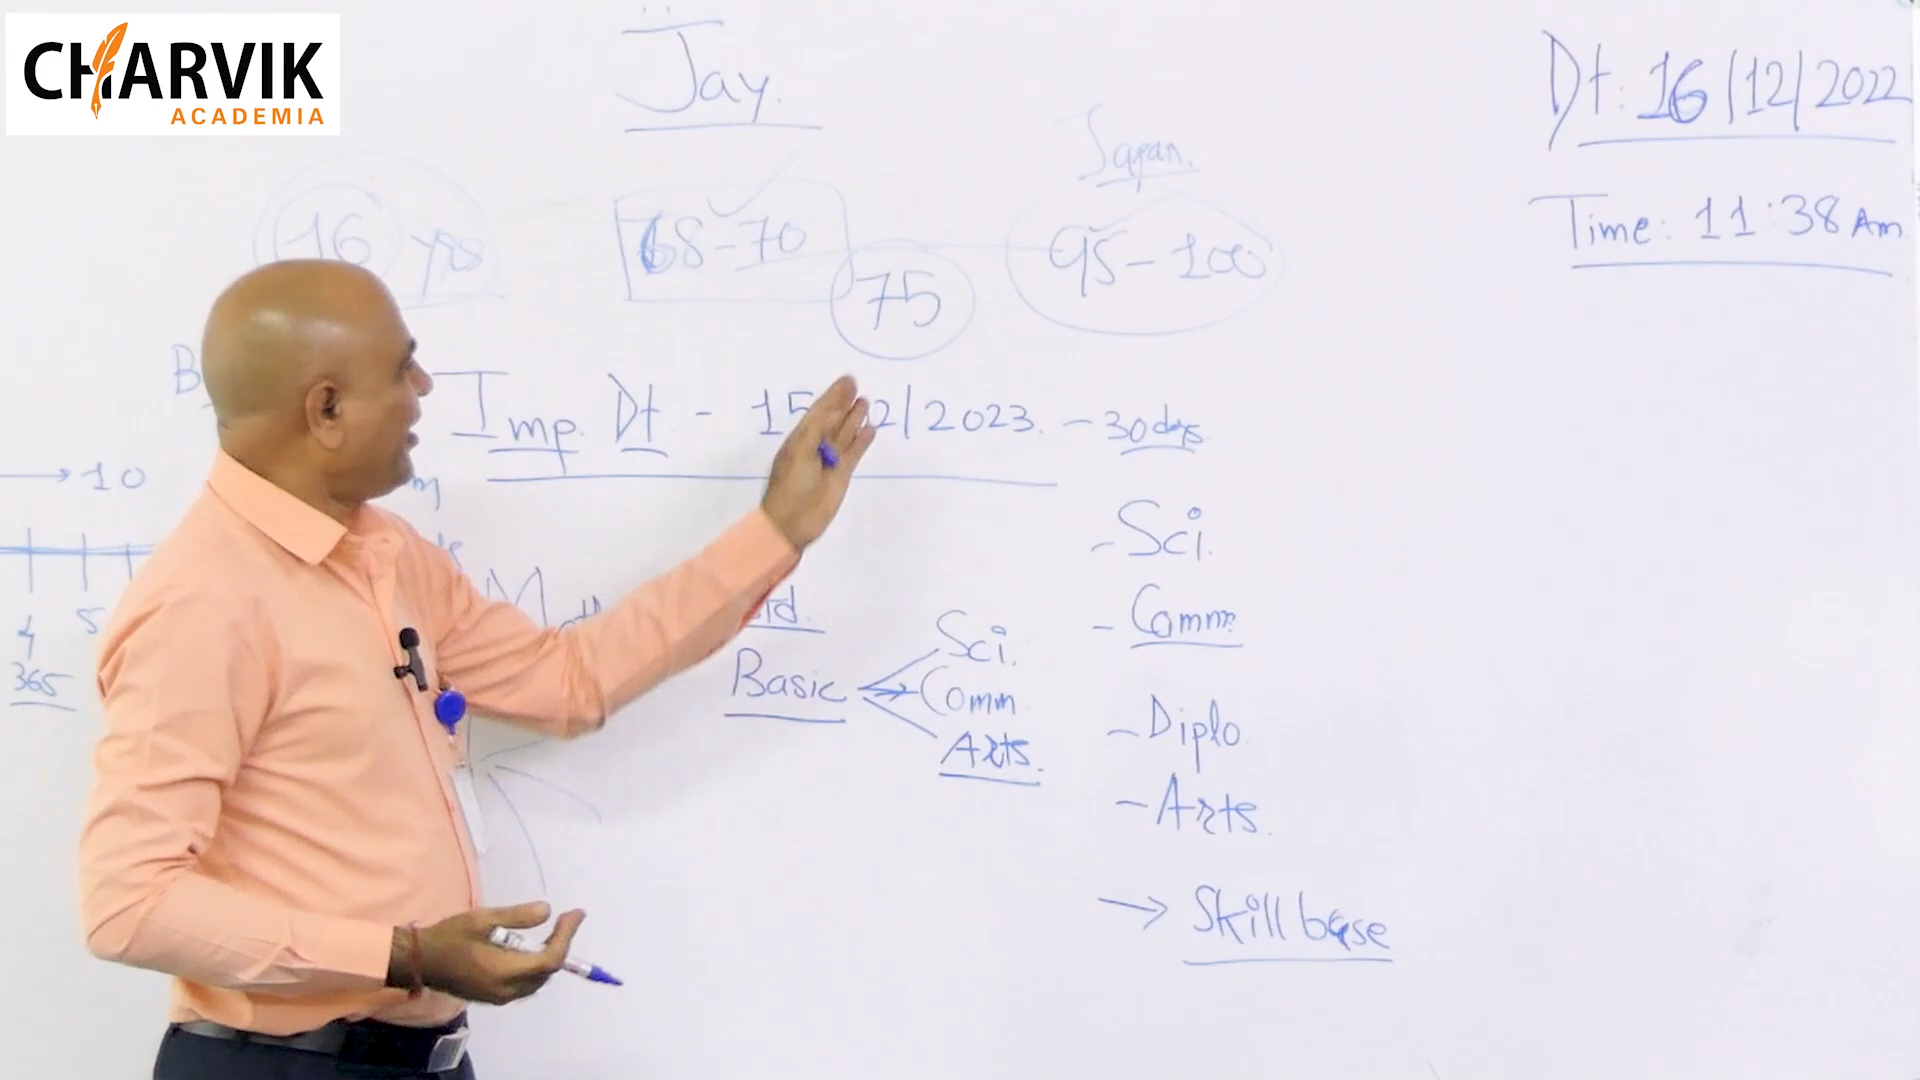 CHARVIK
ACADEMIA
Jay.
Dt: 16/12/2022
Time: 11:38 Am
Japan.
16 yrs
68-70
75
95-100
Imp. Dt - 15 2/2023. - 30 days
→ 10
4
5
365
Basic
Sci.
Comm
Arts.
- Sci.
- Comm.
- Diplo.
- Arts.
→ Skill base